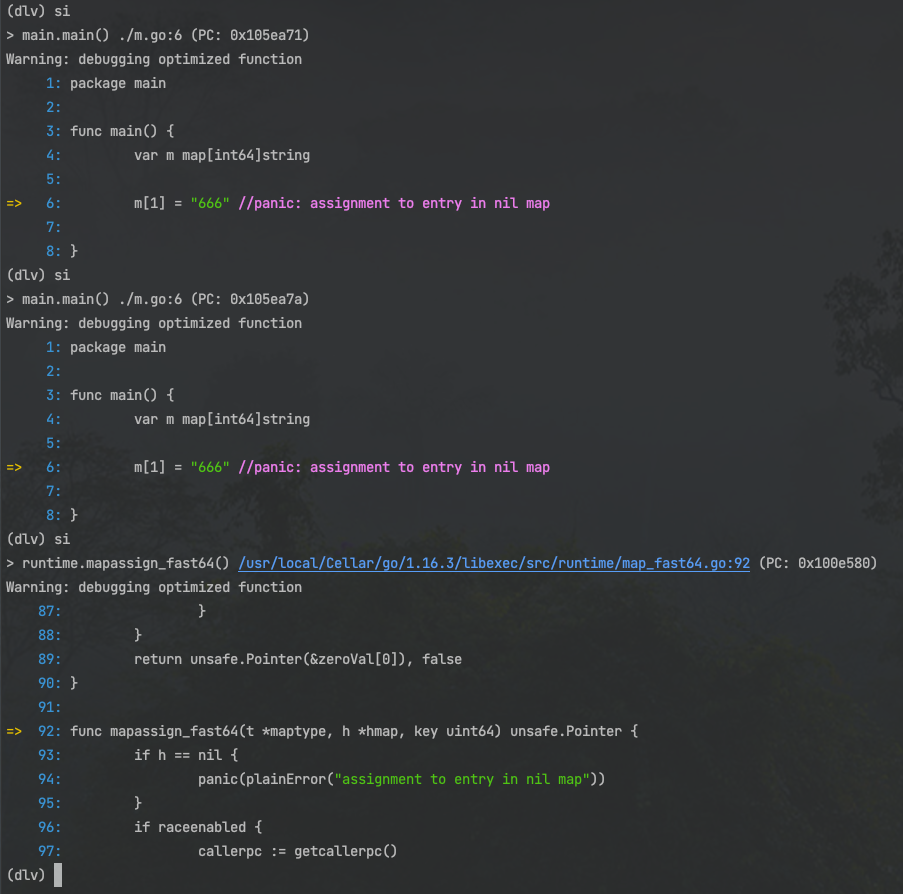 (dlv) si
> main.main() ./m.go:6 (PC: 0x105ea71)
Warning: debugging optimized function
     1: package main
     2:
     3: func main() {
     4:         var m map[int64]string
     5:
=>   6:         m[1] = "666" //panic: assignment to entry in nil map
     7:
     8: }
(dlv) si
> main.main() ./m.go:6 (PC: 0x105ea7a)
Warning: debugging optimized function
     1: package main
     2:
     3: func main() {
     4:         var m map[int64]string
     5:
=>   6:         m[1] = "666" //panic: assignment to entry in nil map
     7:
     8: }
(dlv) si
> runtime.mapassign_fast64() /usr/local/Cellar/go/1.16.3/libexec/src/runtime/map_fast64.go:92 (PC: 0x100e580)
Warning: debugging optimized function
    87:                 }
    88:         }
    89:         return unsafe.Pointer(&zeroVal[0]), false
    90: }
    91:
=>  92: func mapassign_fast64(t *maptype, h *hmap, key uint64) unsafe.Pointer {
    93:         if h == nil {
    94:                 panic(plainError("assignment to entry in nil map"))
    95:         }
    96:         if raceenabled {
    97:                 callerpc := getcallerpc()
(dlv)